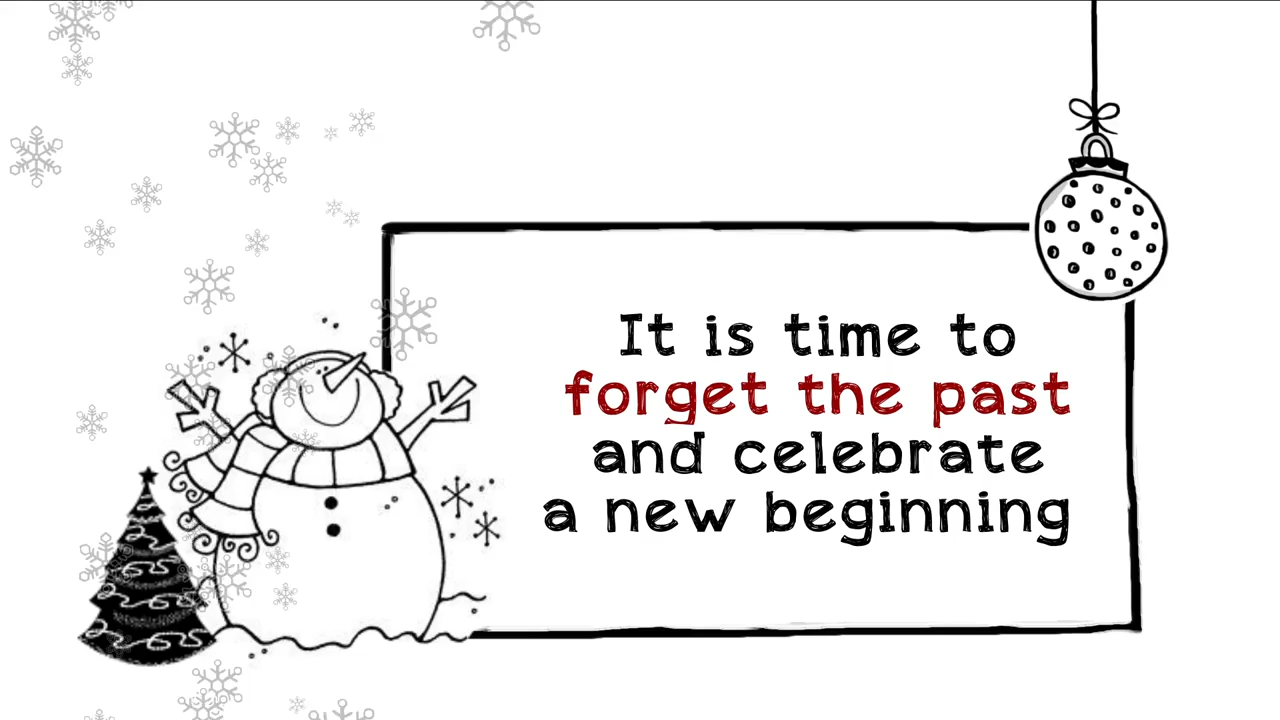 It is time to
forget the past
and celebrate
a new beginning